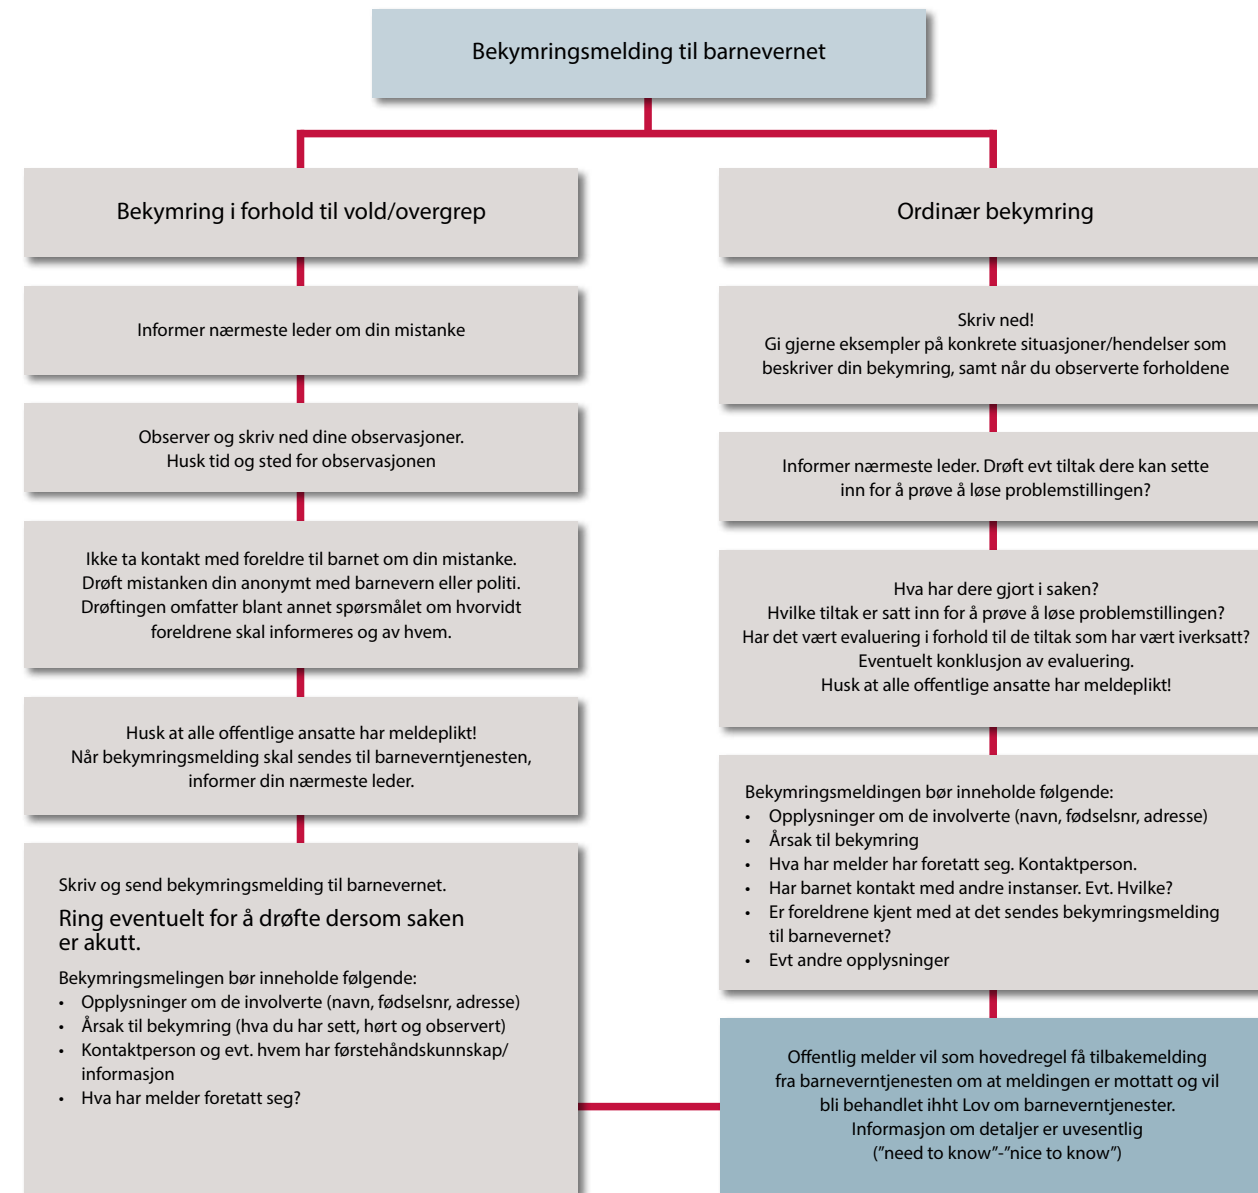 Bekymringsmelding til barnevernet
Bekymring i forhold til vold/overgrep
Informer nærmeste leder om din mistanke
Observer og skriv ned dine observasjoner.
Husk tid og sted for observasjonen
Ikke ta kontakt med foreldre til barnet om din mistanke.
Drøft mistanken din anonymt med barnevern eller politi.
Drøftingen omfatter blant annet spørsmålet om hvorvidt
foreldrene skal informeres og av hvem.
Husk at alle offentlige ansatte har meldeplikt!
Når bekymringsmelding skal sendes til barneverntjenesten,
informer din nærmeste leder.
Skriv og send bekymringsmelding til barnevernet.
Ring eventuelt for å drøfte dersom saken
er akutt.
Bekymringsmelingen bør inneholde følgende:
• Opplysninger om de involverte (navn, fødselsnr, adresse)
• Årsak til bekymring (hva du har sett, hørt og observert)
• Kontaktperson og evt. hvem har førstehåndskunnskap/
informasjon
• Hva har melder foretatt seg?
Ordinær bekymring
Skriv ned!
Gi gjerne eksempler på konkrete situasjoner/hendelser som
beskriver din bekymring, samt når du observerte forholdene
Informer nærmeste leder. Drøft evt tiltak dere kan sette
inn for å prøve å løse problemstillingen?
Hva har dere gjort i saken?
Hvilke tiltak er satt inn for å prøve å løse problemstillingen?
Har det vært evaluering i forhold til de tiltak som har vært iverksatt?
Eventuelt konklusjon av evaluering.
Husk at alle offentlige ansatte har meldeplikt!
Bekymringsmeldingen bør inneholde følgende:
• Opplysninger om de involverte (navn, fødselsnr, adresse)
• Årsak til bekymring
• Hva har melder har foretatt seg. Kontaktperson.
• Har barnet kontakt med andre instanser. Evt. Hvilke?
• Er foreldrene kjent med at det sendes bekymringsmelding
til barnevernet?
• Evt andre opplysninger
Offentlig melder vil som hovedregel få tilbakemelding
fra barneverntjenesten om at meldingen er mottatt og vil
bli behandlet ihht Lov om barneverntjenester.
Informasjon om detaljer er uvesentlig
(”need to know”-”nice to know”)